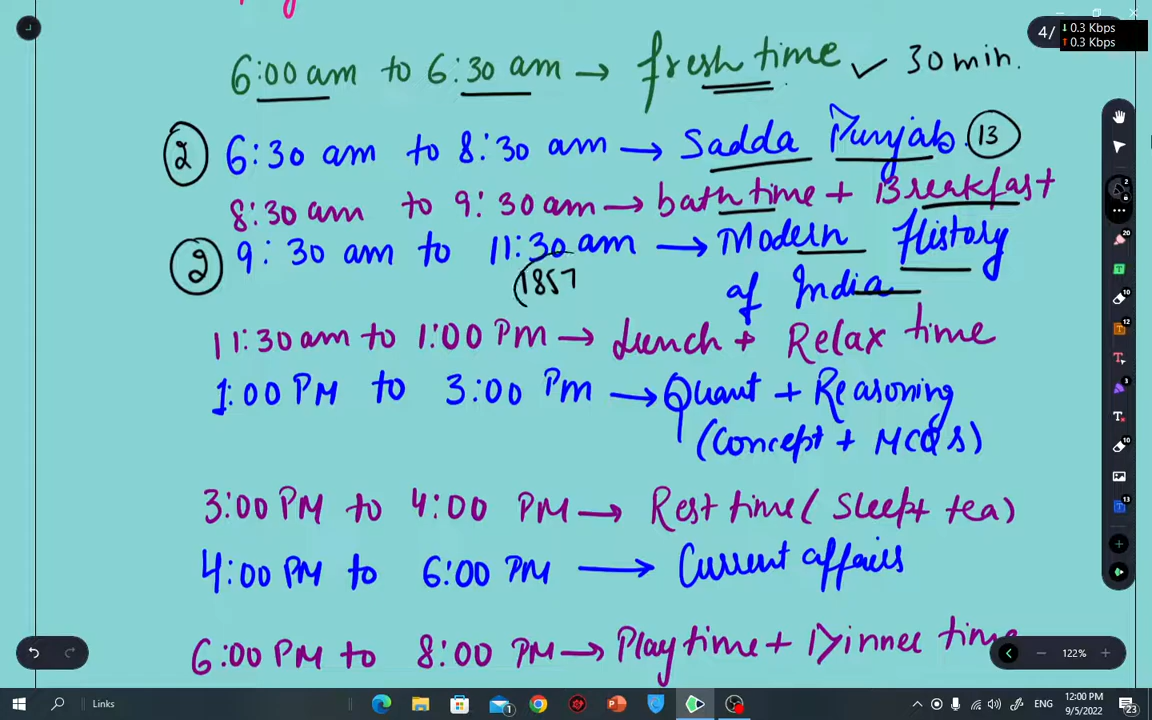 4/
↓ 0.3 Kbps
↑ 0.3 Kbps
6:00 am to 6:30 am → fresh time ✓ 30 min.
② 6:30 am to 8:30 am → Sadda Punjab. ⑬
8:30 am to 9:30 am → bath time + Breakfast
② 9:30 am to 11:30 am → Modern History
(1857
of India
11:30 am to 1:00 PM → Lunch + Relax time
1:00 PM to 3:00 Pm → Quant + Reasoning
(Concept + MCQs)
3:00 PM to 4:00 PM → Rest time (Sleep+ tea)
4:00 PM to 6:00 PM → Current affairs
6:00 PM to 8:00 PM → Play time + Dinner time
122%
Links
ENG
12:00 PM
9/5/2022
23